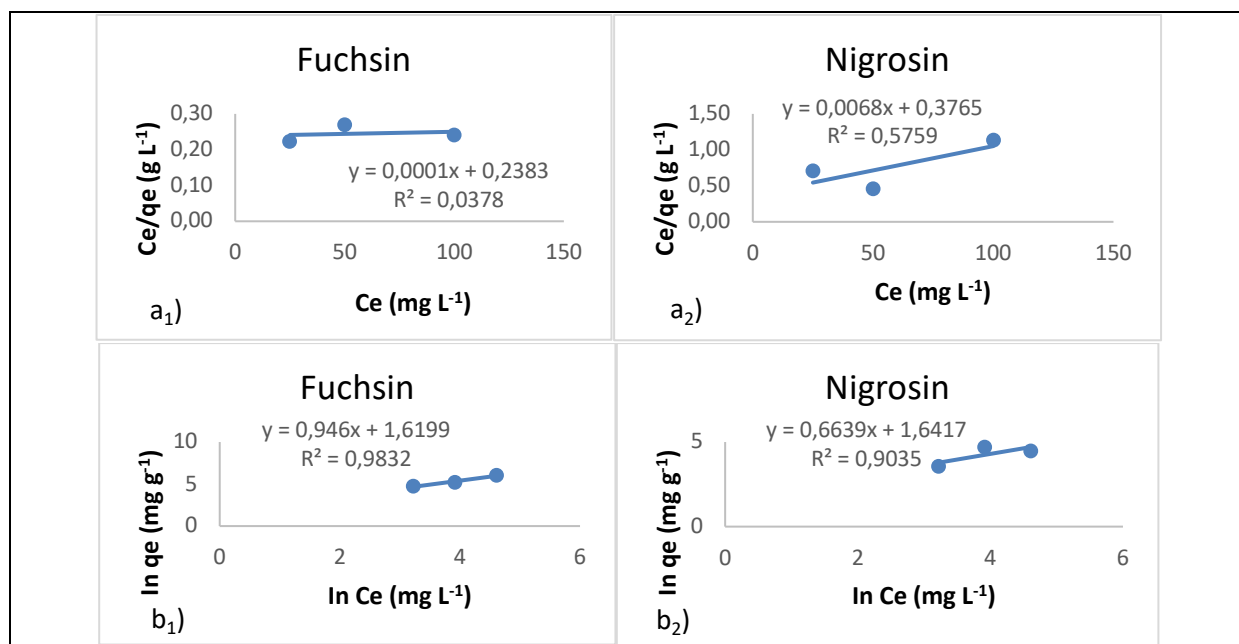 Fuchsin
Ce/qe (g L⁻¹)
0,30
0,20
0,10
0,00
y = 0,0001x + 0,2383
R² = 0,0378
0 50 100 150
Ce (mg L⁻¹)
a₁)
Nigrosin
Ce/qe (g L⁻¹)
1,50
1,00
0,50
0,00
y = 0,0068x + 0,3765
R² = 0,5759
0 50 100 150
Ce (mg L⁻¹)
a₂)
Fuchsin
In qe (mg g⁻¹)
10
5
0
y = 0,946x + 1,6199
R² = 0,9832
0 2 4 6
In Ce (mg L⁻¹)
b₁)
Nigrosin
In qe (mg g⁻¹)
5
0
y = 0,6639x + 1,6417
R² = 0,9035
0 2 4 6
In Ce (mg L⁻¹)
b₂)